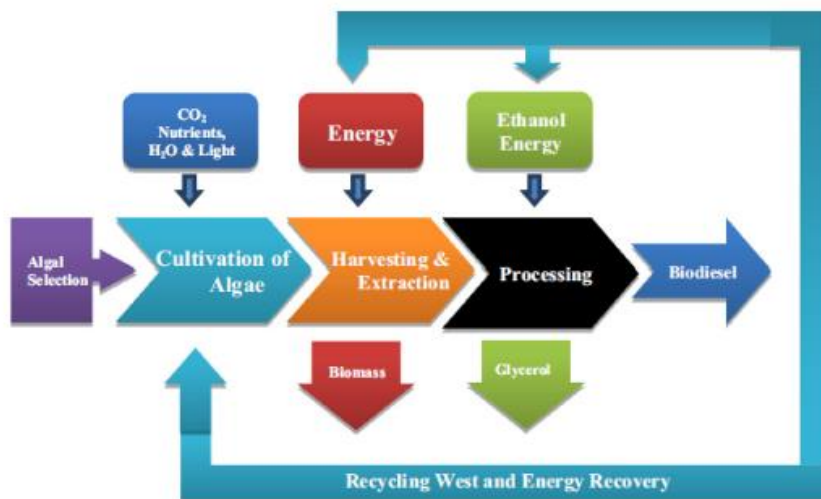 CO₂
Nutrients,
H₂O & Light
Energy
Ethanol
Energy
Algal
Selection
Cultivation of
Algae
Harvesting &
Extraction
Processing
Biodiesel
Biomass
Glycerol
Recycling West and Energy Recovery